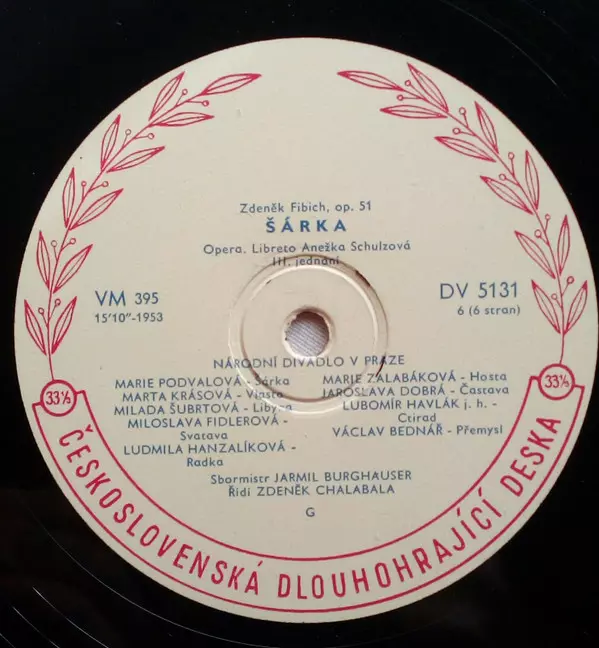 Zdeněk Fibich, op. 51
ŠÁRKA
Opera. Libreto Anežka Schulzová
III. jednání
VM 395
15'10"-1953
DV 5131
6 (6 stran)
NÁRODNÍ DIVADLO V PRAZE
MARIE PODVALOVÁ - Šárka
MARTA KRÁSOVÁ - Vlasta
MILADA ŠUBRTOVÁ - Libyna
MILOSLAVA FIDLEROVÁ -
Svatava
LUDMILA HANZALÍKOVÁ -
Radka
MARIE ZALABÁKOVÁ - Hosta
JAROSLAVA DOBRÁ - Častava
LUBOMÍR HAVLÁK j. h. -
Ctirad
VÁCLAV BEDNÁŘ - Přemysl
Sbormistr JARMIL BURGHAUSER
Řídí ZDENĚK CHALABALA
G
33⅓
33⅓
ČESKOSLOVENSKÁ DLOUHOHRAJÍCÍ DESKA